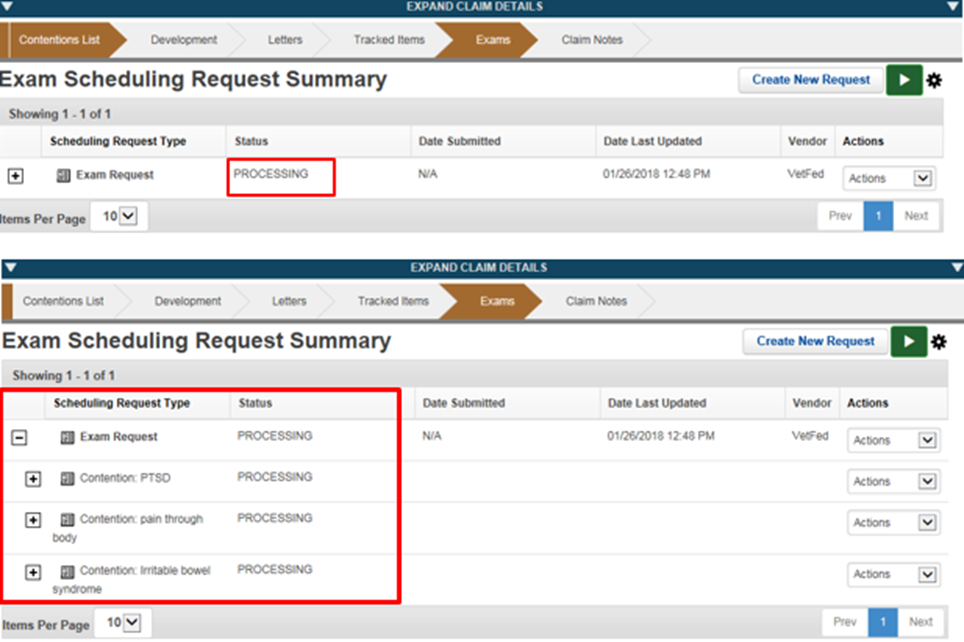 EXPAND CLAIM DETAILS
Contentions List Development Letters Tracked Items Exams Claim Notes
Exam Scheduling Request Summary Create New Request
Showing 1 - 1 of 1
Scheduling Request Type Status Date Submitted Date Last Updated Vendor Actions
Exam Request PROCESSING N/A 01/26/2018 12:48 PM VetFed Actions
Items Per Page 10 Prev 1 Next
EXPAND CLAIM DETAILS
Contentions List Development Letters Tracked Items Exams Claim Notes
Exam Scheduling Request Summary Create New Request
Showing 1 - 1 of 1
Scheduling Request Type Status Date Submitted Date Last Updated Vendor Actions
Exam Request PROCESSING N/A 01/26/2018 12:48 PM VetFed Actions
Contention: PTSD PROCESSING Actions
Contention: pain through PROCESSING Actions
body
Contention: Irritable bowel PROCESSING Actions
syndrome
Items Per Page 10 Prev 1 Next